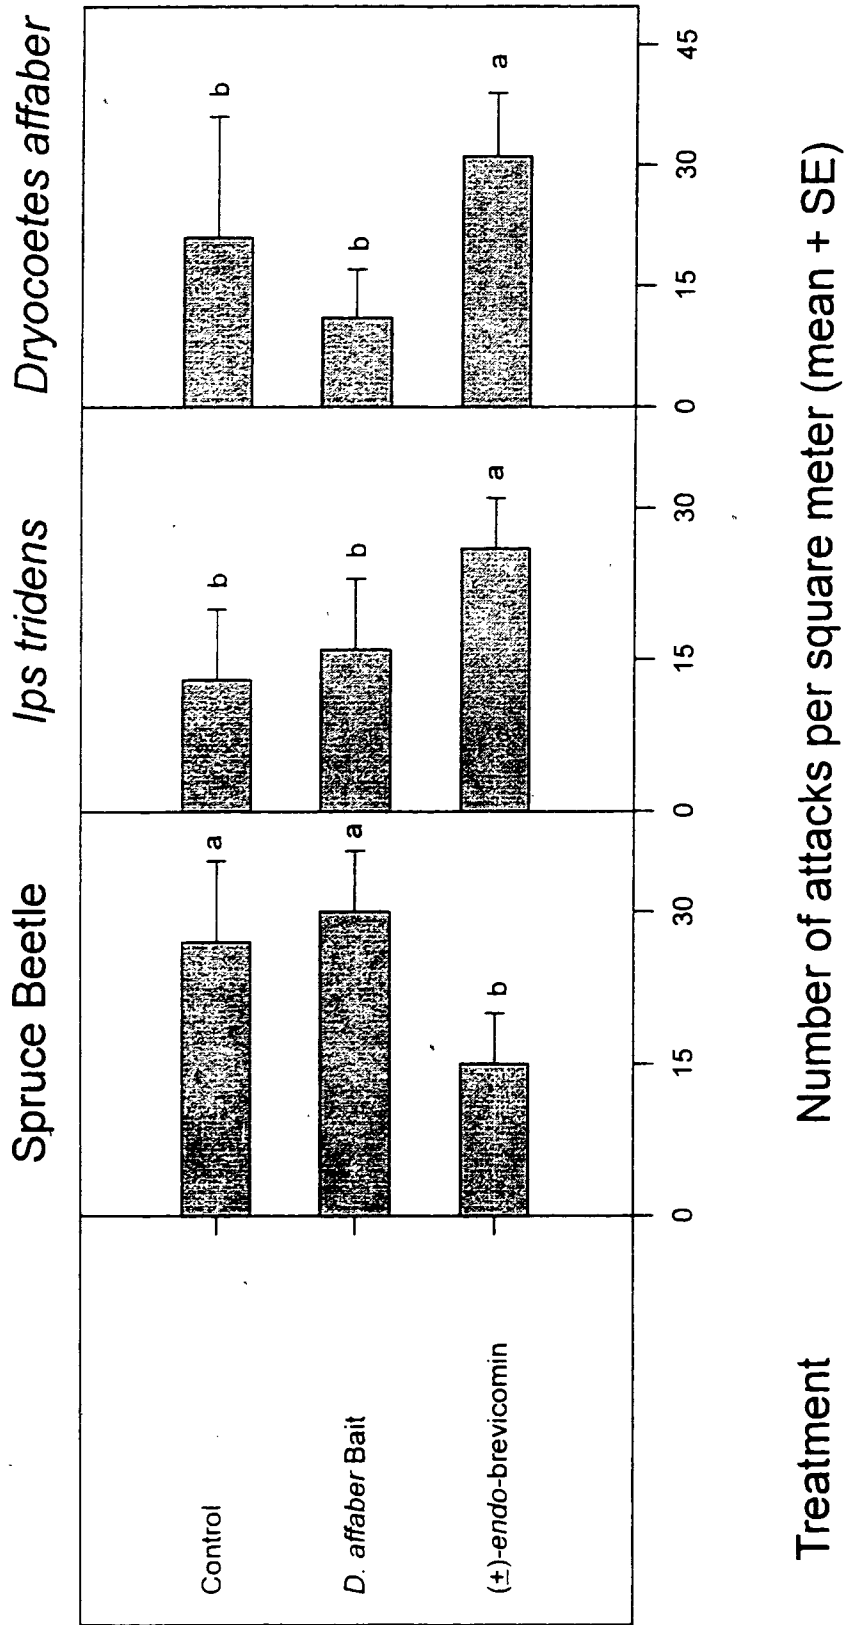 Spruce Beetle
Ips tridens
Dryocoetes affaber
Control
a
b
b
D. affaber Bait
a
b
b
(±)-endo-brevicomin
b
a
a
0 15 30
0 15 30
0 15 30 45
Treatment
Number of attacks per square meter (mean + SE)